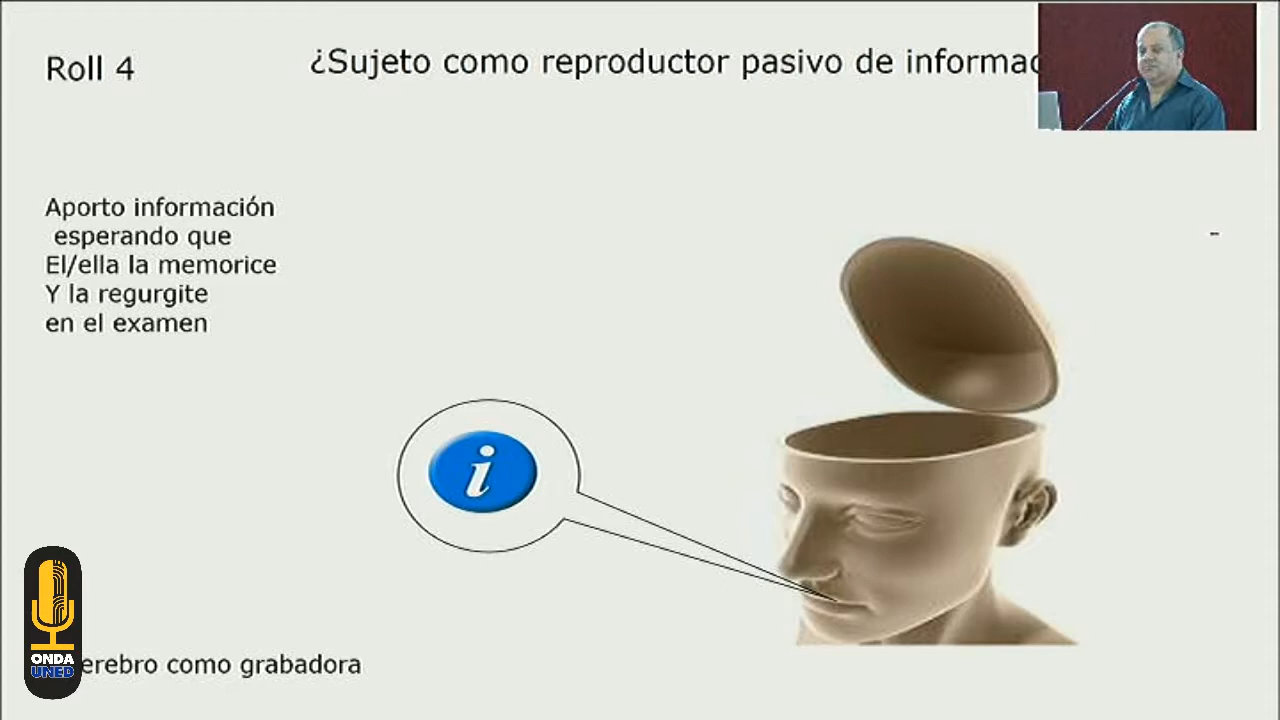 Roll 4
¿Sujeto como reproductor pasivo de informac
Aporto información
esperando que
El/ella la memorice
Y la regurgite
en el examen
-
i
erebro como grabadora
ONDA
UNED